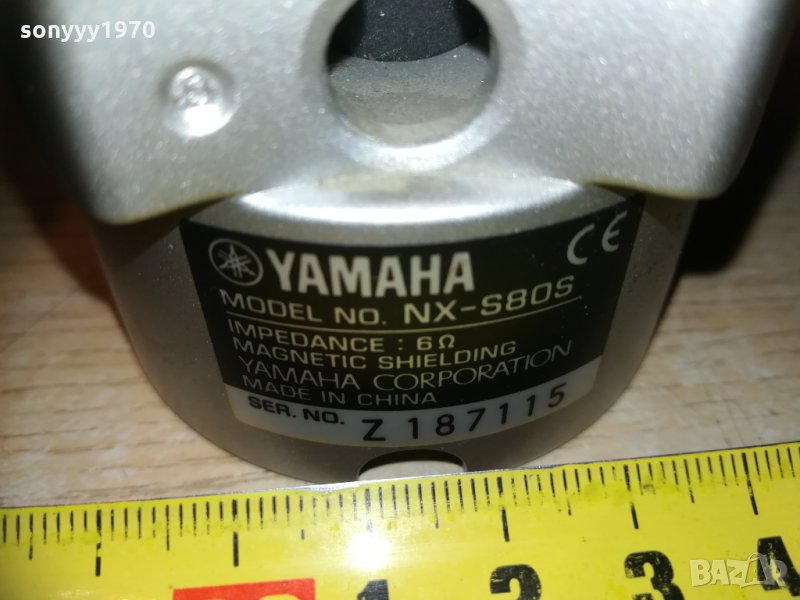 sonyyy1970
YAMAHA
CE
MODEL NO. NX-S80S
IMPEDANCE : 6Ω
MAGNETIC SHIELDING
YAMAHA CORPORATION
MADE IN CHINA
SER. NO. Z 187115
1 2 3 4
BAZAR